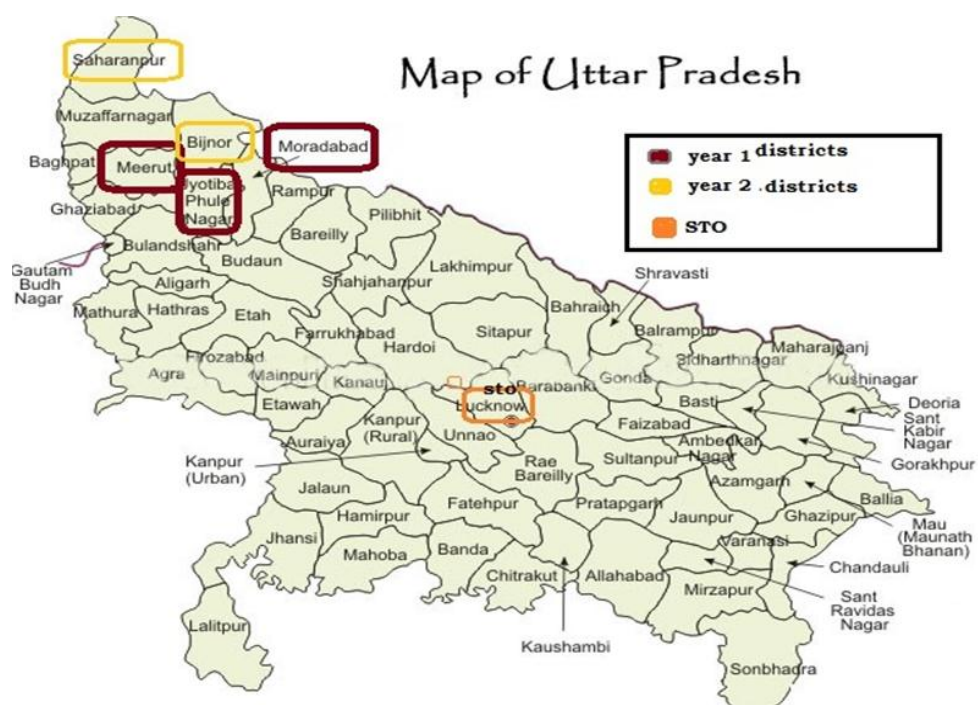 Map of Uttar Pradesh
Saharanpur
Muzaffarnagar
Bijnor
Moradabad
Baghpat
Meerut
Jyotiba
Phule
Nagar
Rampur
Ghaziabad
Pilibhit
Bareilly
Bulandshahr
Budaun
Gautam
Budh
Nagar
Shahjahanpur
Lakhimpur
Shravasti
Aligarh
Mathura
Hathras
Etah
Bahraich
Balrampur
Farrukhabad
Hardoi
Sitapur
Sidharthnagar
Maharajganj
Firozabad
Agra
Mainpuri
Kanauj
Barabanki
Gonda
Kushinagar
year 1 districts
year 2 .districts
STO
sto
Lucknow
Etawah
Basti
Deoria
Sant
Kabir
Nagar
Gorakhpur
Kanpur
(Rural)
Unnao
Faizabad
Ambedkar
Nagar
Auraiya
Kanpur
(Urban)
Rae
Bareilly
Sultanpur
Azamgarh
Jalaun
Fatehpur
Pratapgarh
Ballia
Hamirpur
Jaunpur
Ghazipur
Mau
(Maunath
Bhanan)
Jhansi
Mahoba
Banda
Varanasi
Chandauli
Chitrakut
Allahabad
Mirzapur
Sant
Ravidas
Nagar
Lalitpur
Kaushambi
Sonbhadra